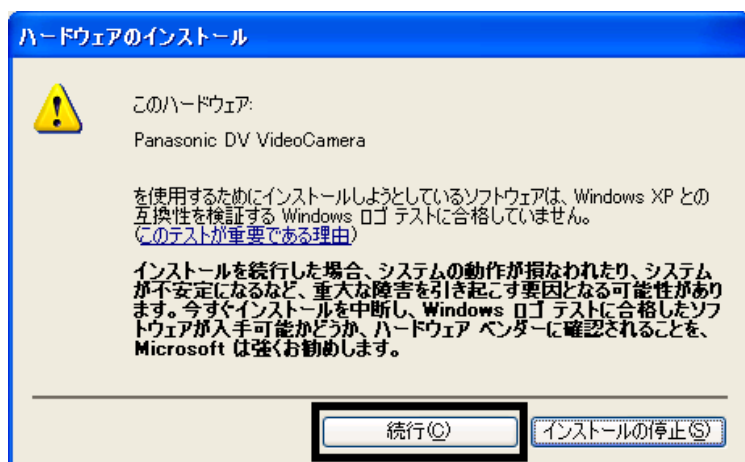 ハードウェアのインストール
このハードウェア:
Panasonic DV VideoCamera
を使用するためにインストールしようとしているソフトウェアは、Windows XP との
互換性を検証する Windows ロゴ テストに合格していません。
(このテストが重要である理由)
インストールを続行した場合、システムの動作が損なわれたり、システム
が不安定になるなど、重大な障害を引き起こす要因となる可能性があり
ます。今すぐインストールを中断し、Windows ロゴ テストに合格したソフ
トウェアが入手可能かどうか、ハードウェア ベンダーに確認されることを、
Microsoft は強くお勧めします。
続行(C)
インストールの停止(S)